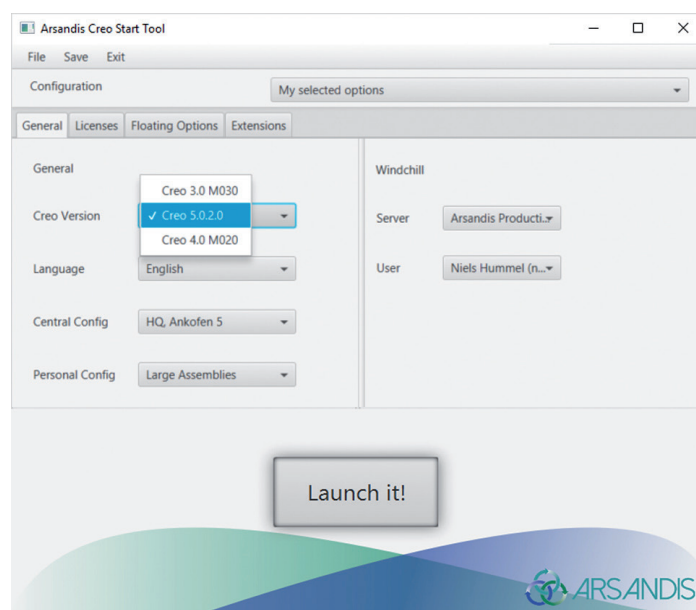 Arsandis Creo Start Tool
File Save Exit
Configuration My selected options
General Licenses Floating Options Extensions
General
Creo 3.0 M030
Creo Version ✓ Creo 5.0.2.0
Creo 4.0 M020
Language English
Central Config HQ, Ankofen 5
Personal Config Large Assemblies
Windchill
Server Arsandis Producti...
User Niels Hummel (n...
Launch it!
ARSANDIS